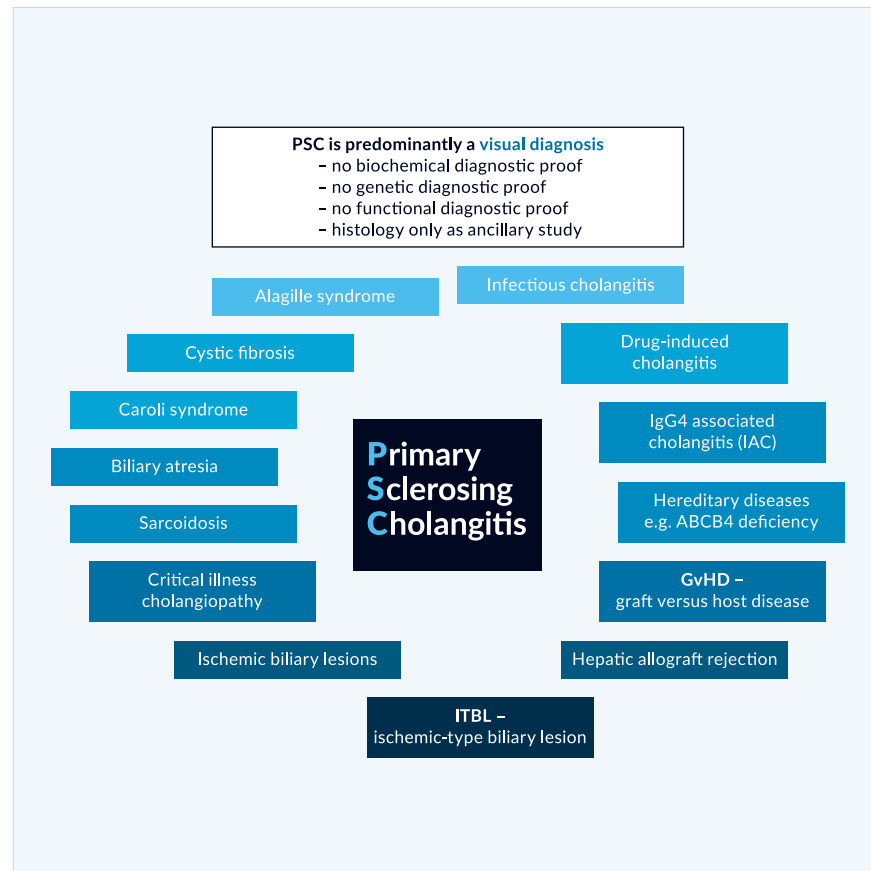 PSC is predominantly a visual diagnosis
– no biochemical diagnostic proof
– no genetic diagnostic proof
– no functional diagnostic proof
– histology only as ancillary study
Alagille syndrome
Infectious cholangitis
Cystic fibrosis
Drug-induced
cholangitis
Caroli syndrome
IgG4 associated
cholangitis (IAC)
Biliary atresia
Primary
Sclerosing
Cholangitis
Hereditary diseases
e.g. ABCB4 deficiency
Sarcoidosis
Critical illness
cholangiopathy
GvHD –
graft versus host disease
Ischemic biliary lesions
Hepatic allograft rejection
ITBL –
ischemic-type biliary lesion